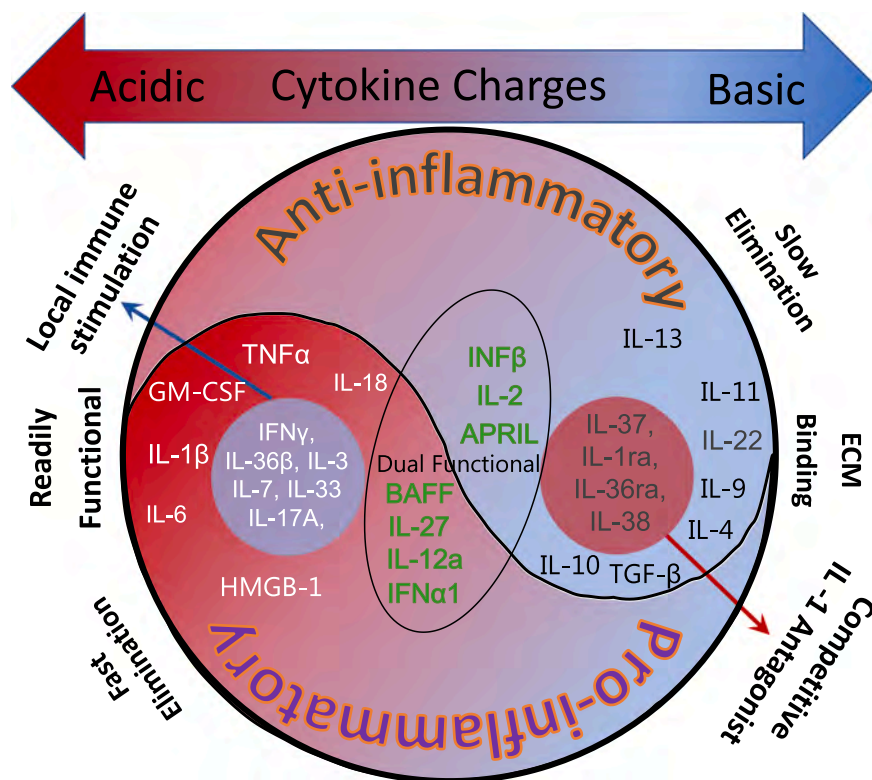 Acidic
Cytokine Charges
Basic
Anti-inflammatory
Local immune
stimulation
Slow
Elimination
TNFα
IL-18
GM-CSF
IL-1β
IL-6
IFNγ,
IL-36β, IL-3
IL-7, IL-33
IL-17A,
HMGB-1
INFβ
IL-2
APRIL
Dual Functional
BAFF
IL-27
IL-12a
IFNα1
IL-13
IL-11
IL-22
IL-9
IL-4
IL-37,
IL-1ra,
IL-36ra,
IL-38
IL-10
TGF-β
Readily
Functional
ECM
Binding
Fast
Elimination
Competitive
IL-1 Antagonist
Pro-inflammatory